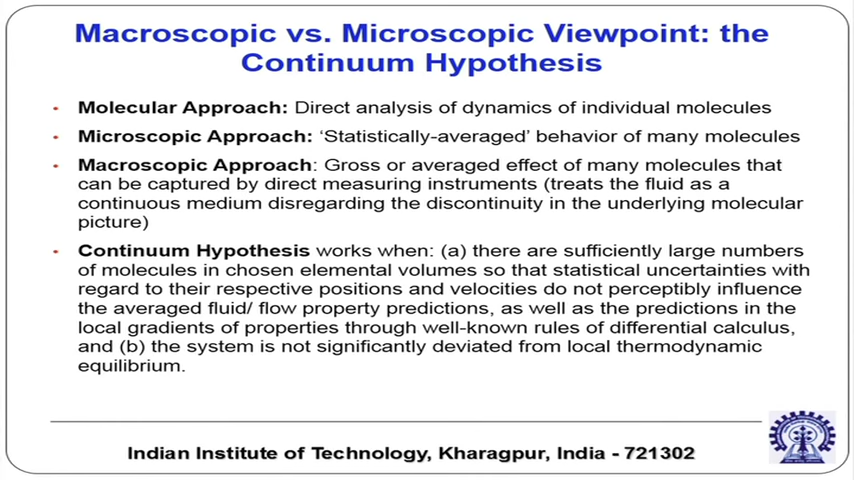 Macroscopic vs. Microscopic Viewpoint: the
Continuum Hypothesis
• Molecular Approach: Direct analysis of dynamics of individual molecules
• Microscopic Approach: ‘Statistically-averaged’ behavior of many molecules
• Macroscopic Approach: Gross or averaged effect of many molecules that
can be captured by direct measuring instruments (treats the fluid as a
continuous medium disregarding the discontinuity in the underlying molecular
picture)
• Continuum Hypothesis works when: (a) there are sufficiently large numbers
of molecules in chosen elemental volumes so that statistical uncertainties with
regard to their respective positions and velocities do not perceptibly influence
the averaged fluid/ flow property predictions, as well as the predictions in the
local gradients of properties through well-known rules of differential calculus,
and (b) the system is not significantly deviated from local thermodynamic
equilibrium.
Indian Institute of Technology, Kharagpur, India - 721302